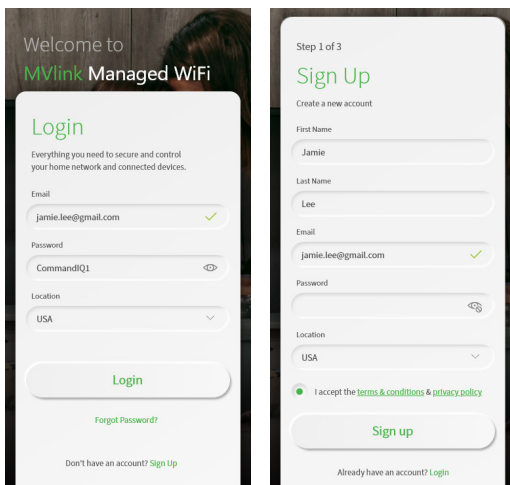 Welcome to
MVlink Managed WiFi
Login
Everything you need to secure and control
your home network and connected devices.
Email
jamie.lee@gmail.com
Password
CommandIQ1
Location
USA
Login
Forgot Password?
Don't have an account? Sign Up
Step 1 of 3
Sign Up
Create a new account
First Name
Jamie
Last Name
Lee
Email
jamie.lee@gmail.com
Password
Location
USA
I accept the terms & conditions & privacy policy
Sign up
Already have an account? Login